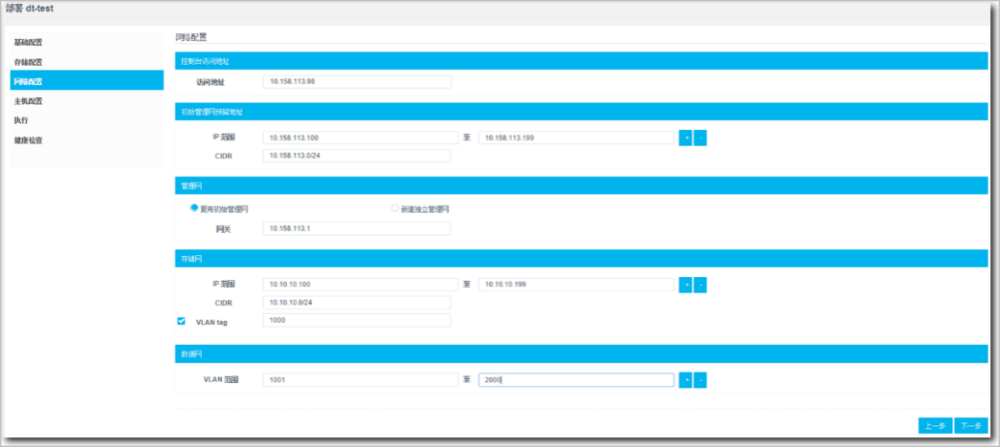 部署 dt-test
基础配置
存储配置
网络配置
主机配置
执行
健康检查
网络配置
控制台访问地址
访问地址 10.158.113.98
初始管理网预留地址
IP 范围 10.158.113.100 至 10.158.113.199 + -
CIDR 10.158.113.0/24
管理网
复用初始管理网 新建独立管理网
网关 10.158.113.1
存储网
IP 范围 10.10.10.100 至 10.10.10.199 + -
CIDR 10.10.10.0/24
VLAN tag 1000
数据网
VLAN 范围 1001 至 2000 + -
上一步 下一步